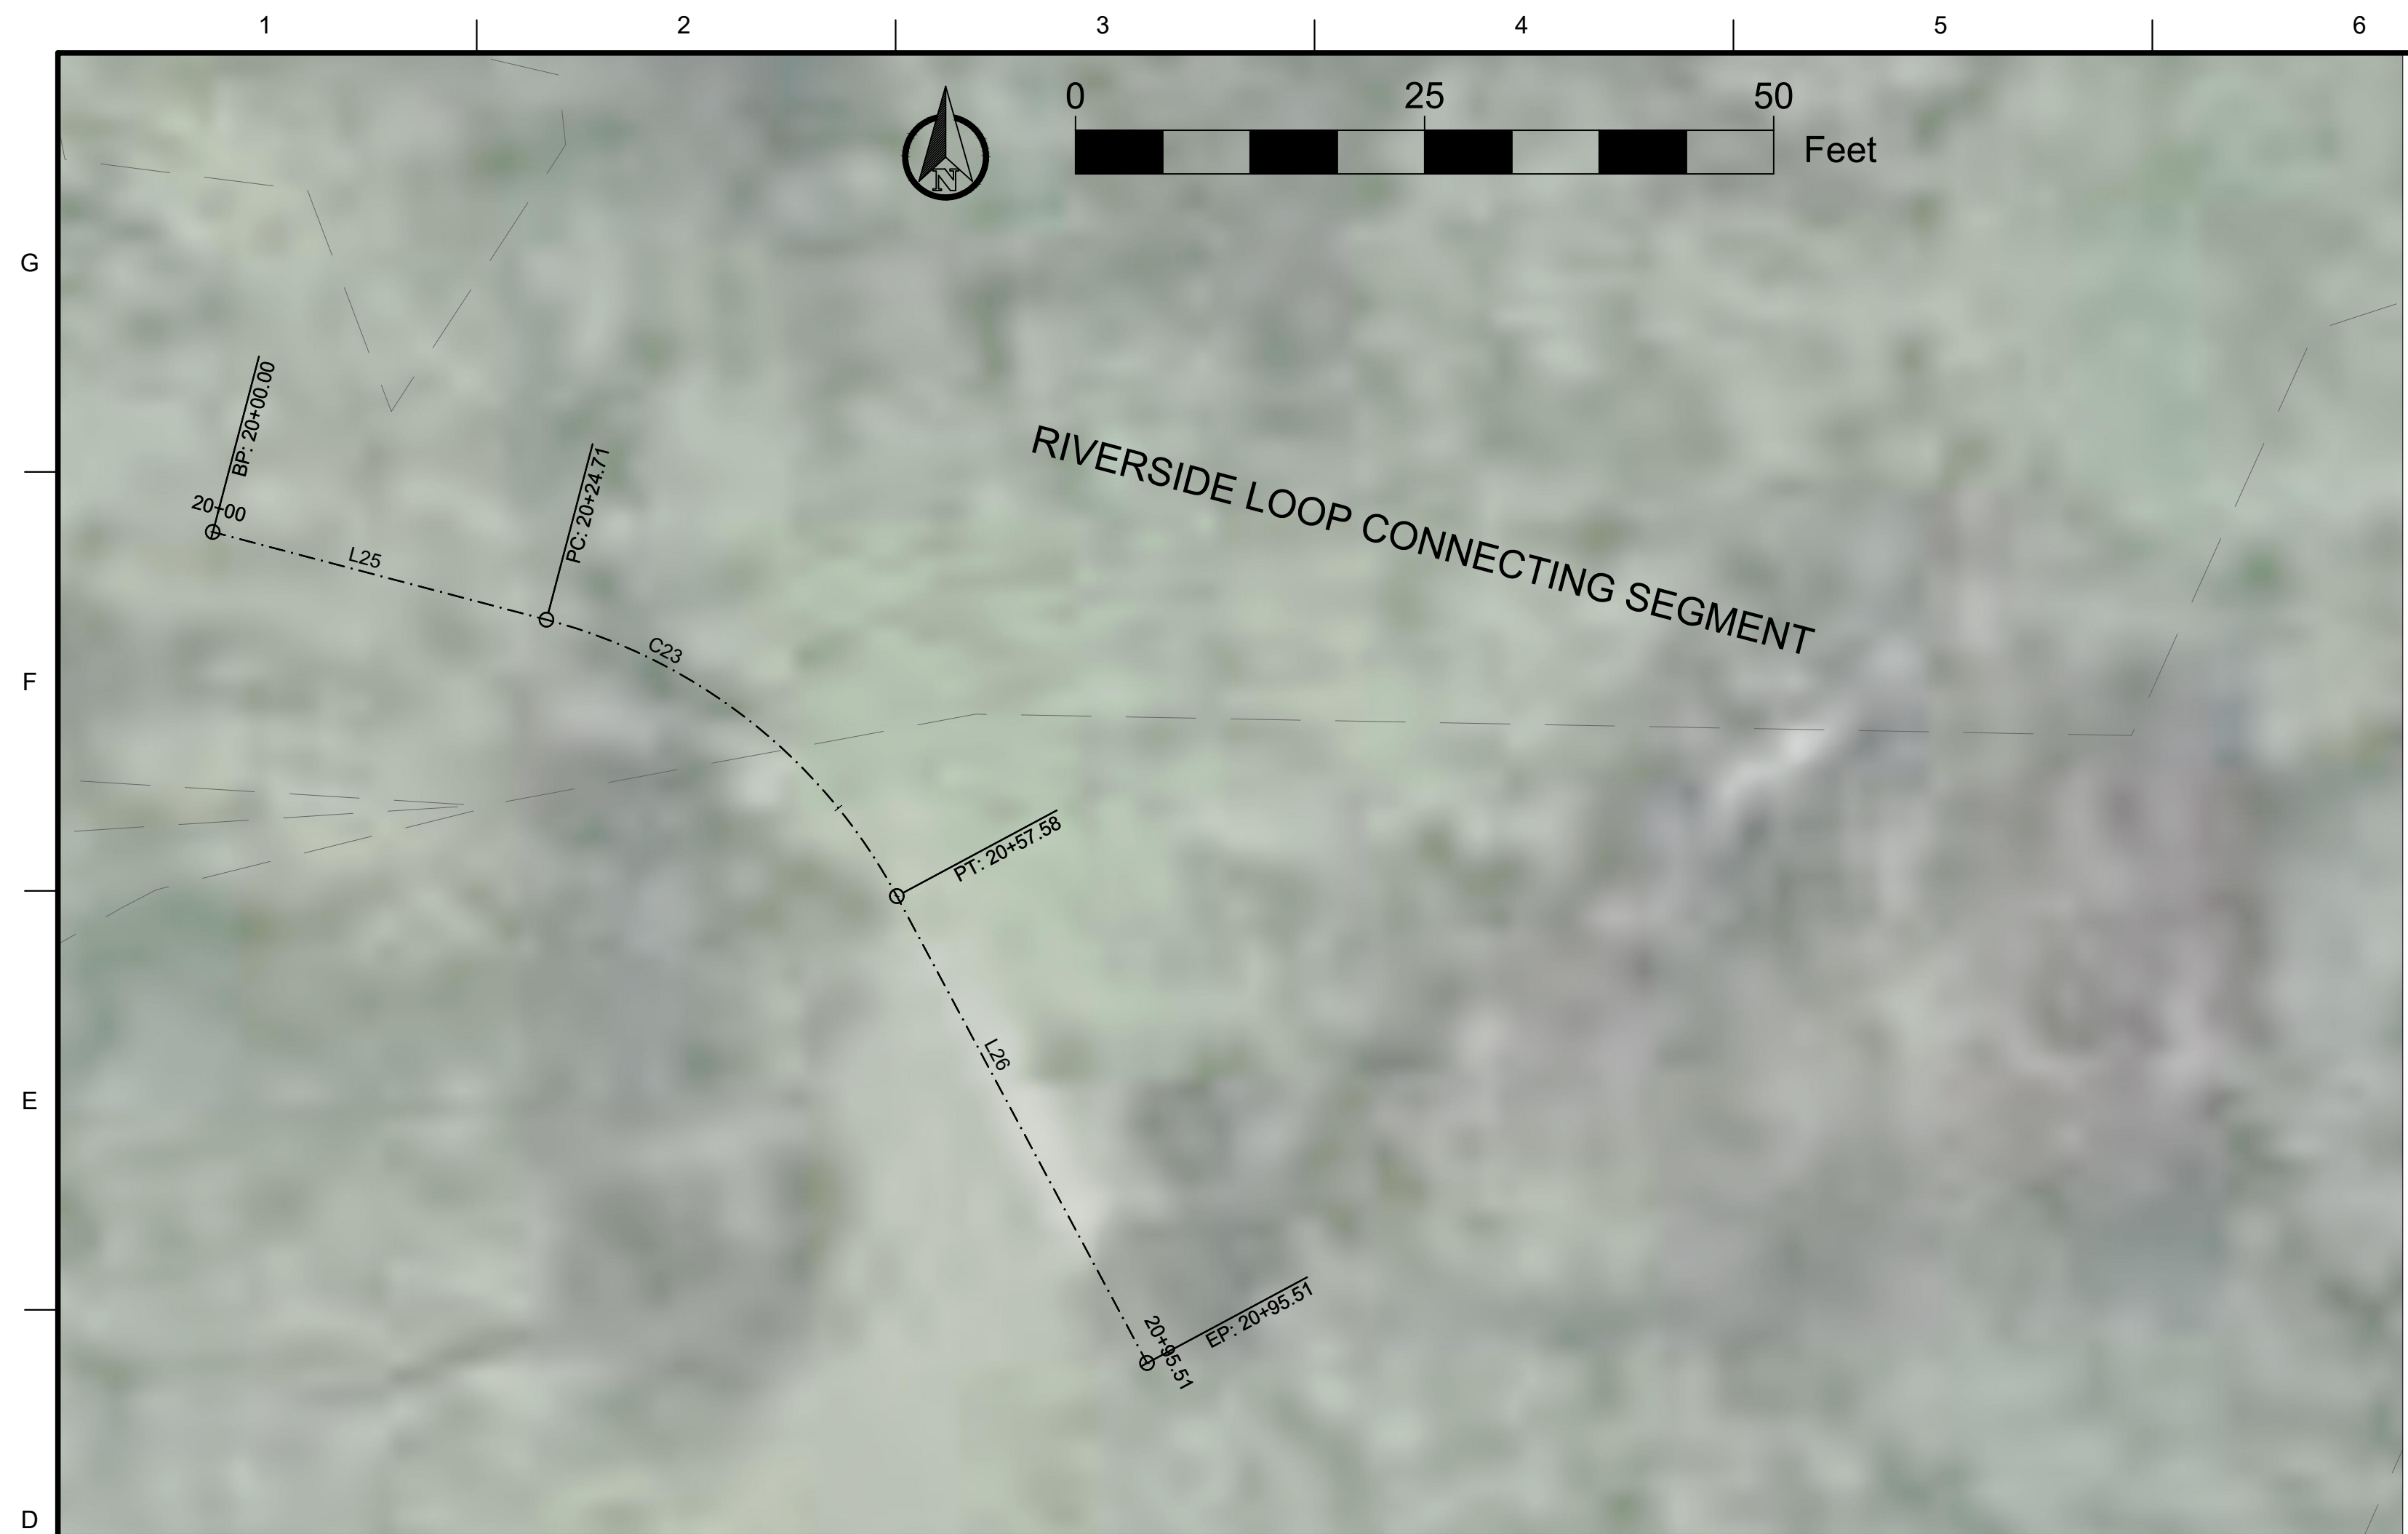 1 2 3 4 5 6
0 25 50
Feet
N
G
BP: 20+00.00
PC: 20+24.71
RIVERSIDE LOOP CONNECTING SEGMENT
20+00
L25
C23
F
PT: 20+57.58
L26
E
EP: 20+95.51
20+95.51
D